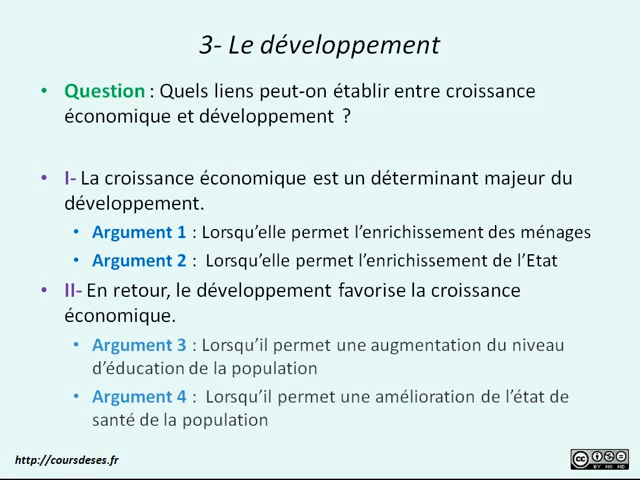 3- Le développement
• Question : Quels liens peut-on établir entre croissance
économique et développement ?
• I- La croissance économique est un déterminant majeur du
développement.
• Argument 1 : Lorsqu’elle permet l’enrichissement des ménages
• Argument 2 : Lorsqu’elle permet l’enrichissement de l’Etat
• II- En retour, le développement favorise la croissance
économique.
• Argument 3 : Lorsqu’il permet une augmentation du niveau
d’éducation de la population
• Argument 4 : Lorsqu’il permet une amélioration de l’état de
santé de la population
http://coursdeses.fr
cc
BY NC ND